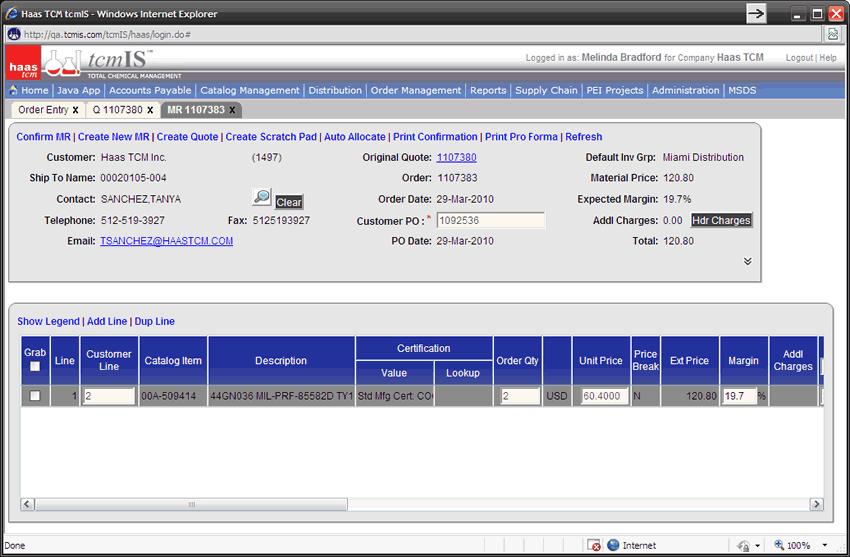 Haas TCM tcmIS - Windows Internet Explorer
http://qa.tcmis.com/tcmIS/haas/login.do#
haas tcm tcmIS™ TOTAL CHEMICAL MANAGEMENT
Logged in as: Melinda Bradford for Company Haas TCM Logout | Help
Home | Java App | Accounts Payable | Catalog Management | Distribution | Order Management | Reports | Supply Chain | PEI Projects | Administration | MSDS
Order Entry x Q 1107380 x MR 1107383 x
Confirm MR | Create New MR | Create Quote | Create Scratch Pad | Auto Allocate | Print Confirmation | Print Pro Forma | Refresh
Customer: Haas TCM Inc. (1497) Original Quote: 1107380 Default Inv Grp: Miami Distribution
Ship To Name: 00020105-004 Order: 1107383 Material Price: 120.80
Contact: SANCHEZ,TANYA Clear Order Date: 29-Mar-2010 Expected Margin: 19.7%
Telephone: 512-519-3927 Fax: 5125193927 Customer PO :* 1092536 Addl Charges: 0.00 Hdr Charges
Email: TSANCHEZ@HAASTCM.COM PO Date: 29-Mar-2010 Total: 120.80
Show Legend | Add Line | Dup Line
Grab Line Customer Line Catalog Item Description Certification Value Lookup Order Qty Unit Price Price Break Ext Price Margin Addl Charges
1 2 00A-509414 44GN036 MIL-PRF-85582D TY1 Std Mfg Cert: CO 2 USD 60.4000 N 120.80 19.7 %
Done Internet 100%